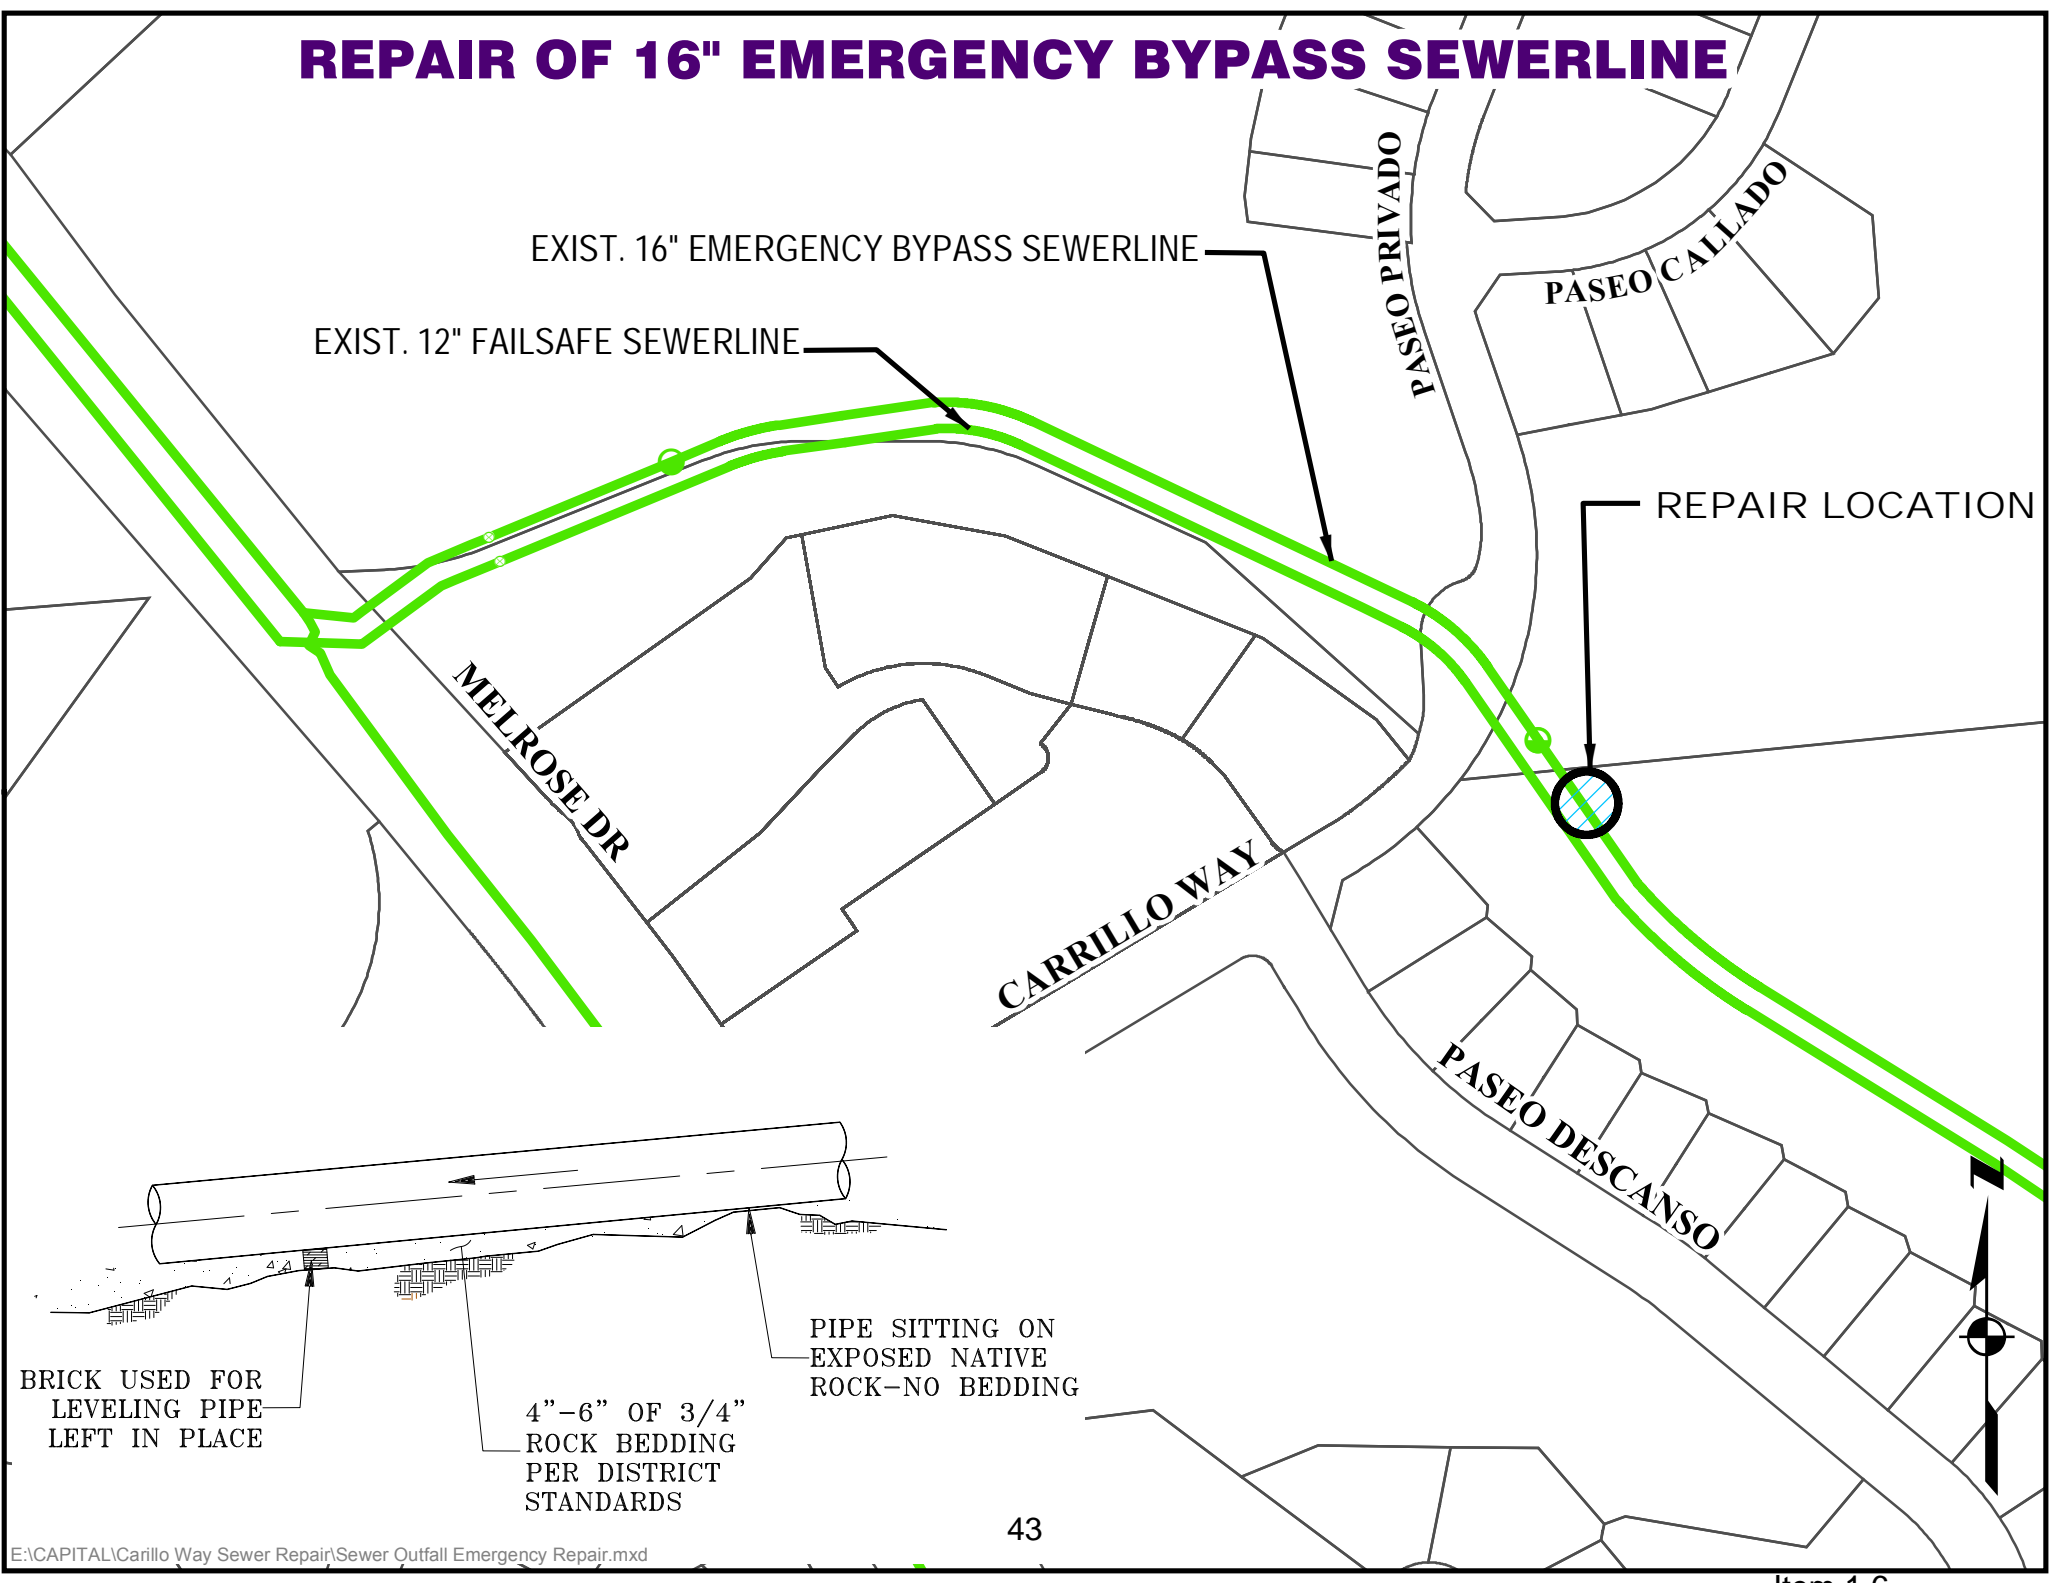 REPAIR OF 16" EMERGENCY BYPASS SEWERLINE
PASEO PRIVADO
PASEO CALLADO
EXIST. 16" EMERGENCY BYPASS SEWERLINE
EXIST. 12" FAILSAFE SEWERLINE
REPAIR LOCATION
MELROSE DR
CARRILLO WAY
PASEO DESCANSO
N
BRICK USED FOR
LEVELING PIPE
LEFT IN PLACE
4"-6" OF 3/4"
ROCK BEDDING
PER DISTRICT
STANDARDS
PIPE SITTING ON
EXPOSED NATIVE
ROCK-NO BEDDING
43
E:\CAPITAL\Carillo Way Sewer Repair\Sewer Outfall Emergency Repair.mxd